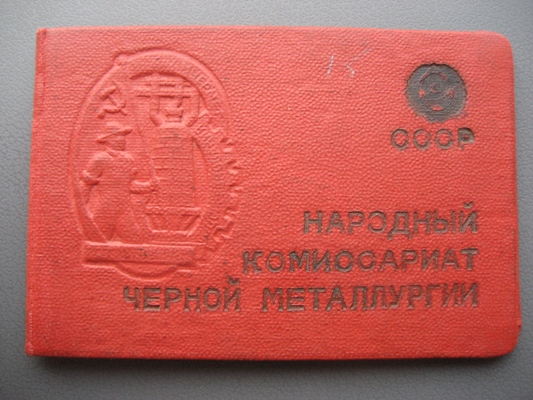 СССР
НАРОДНЫЙ
КОМИССАРИАТ
ЧЕРНОЙ МЕТАЛЛУРГИИ